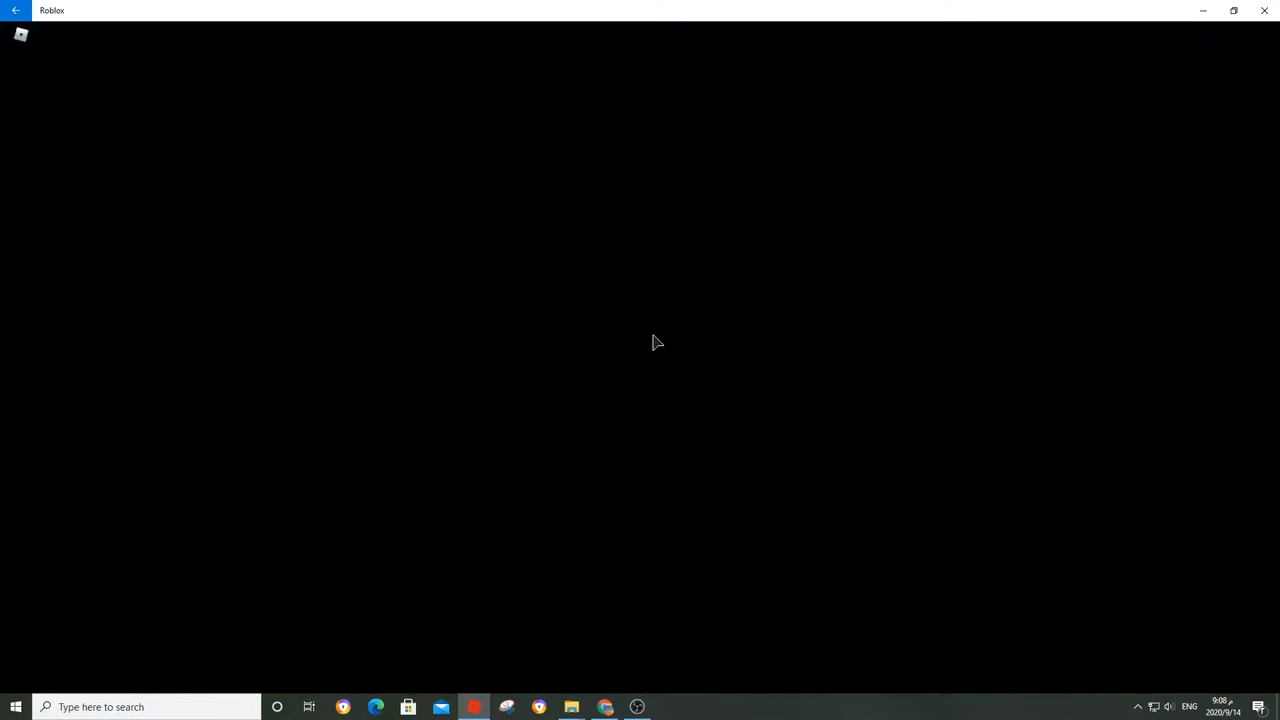 Roblox
Type here to search
ENG
9:08 م
2020/9/14